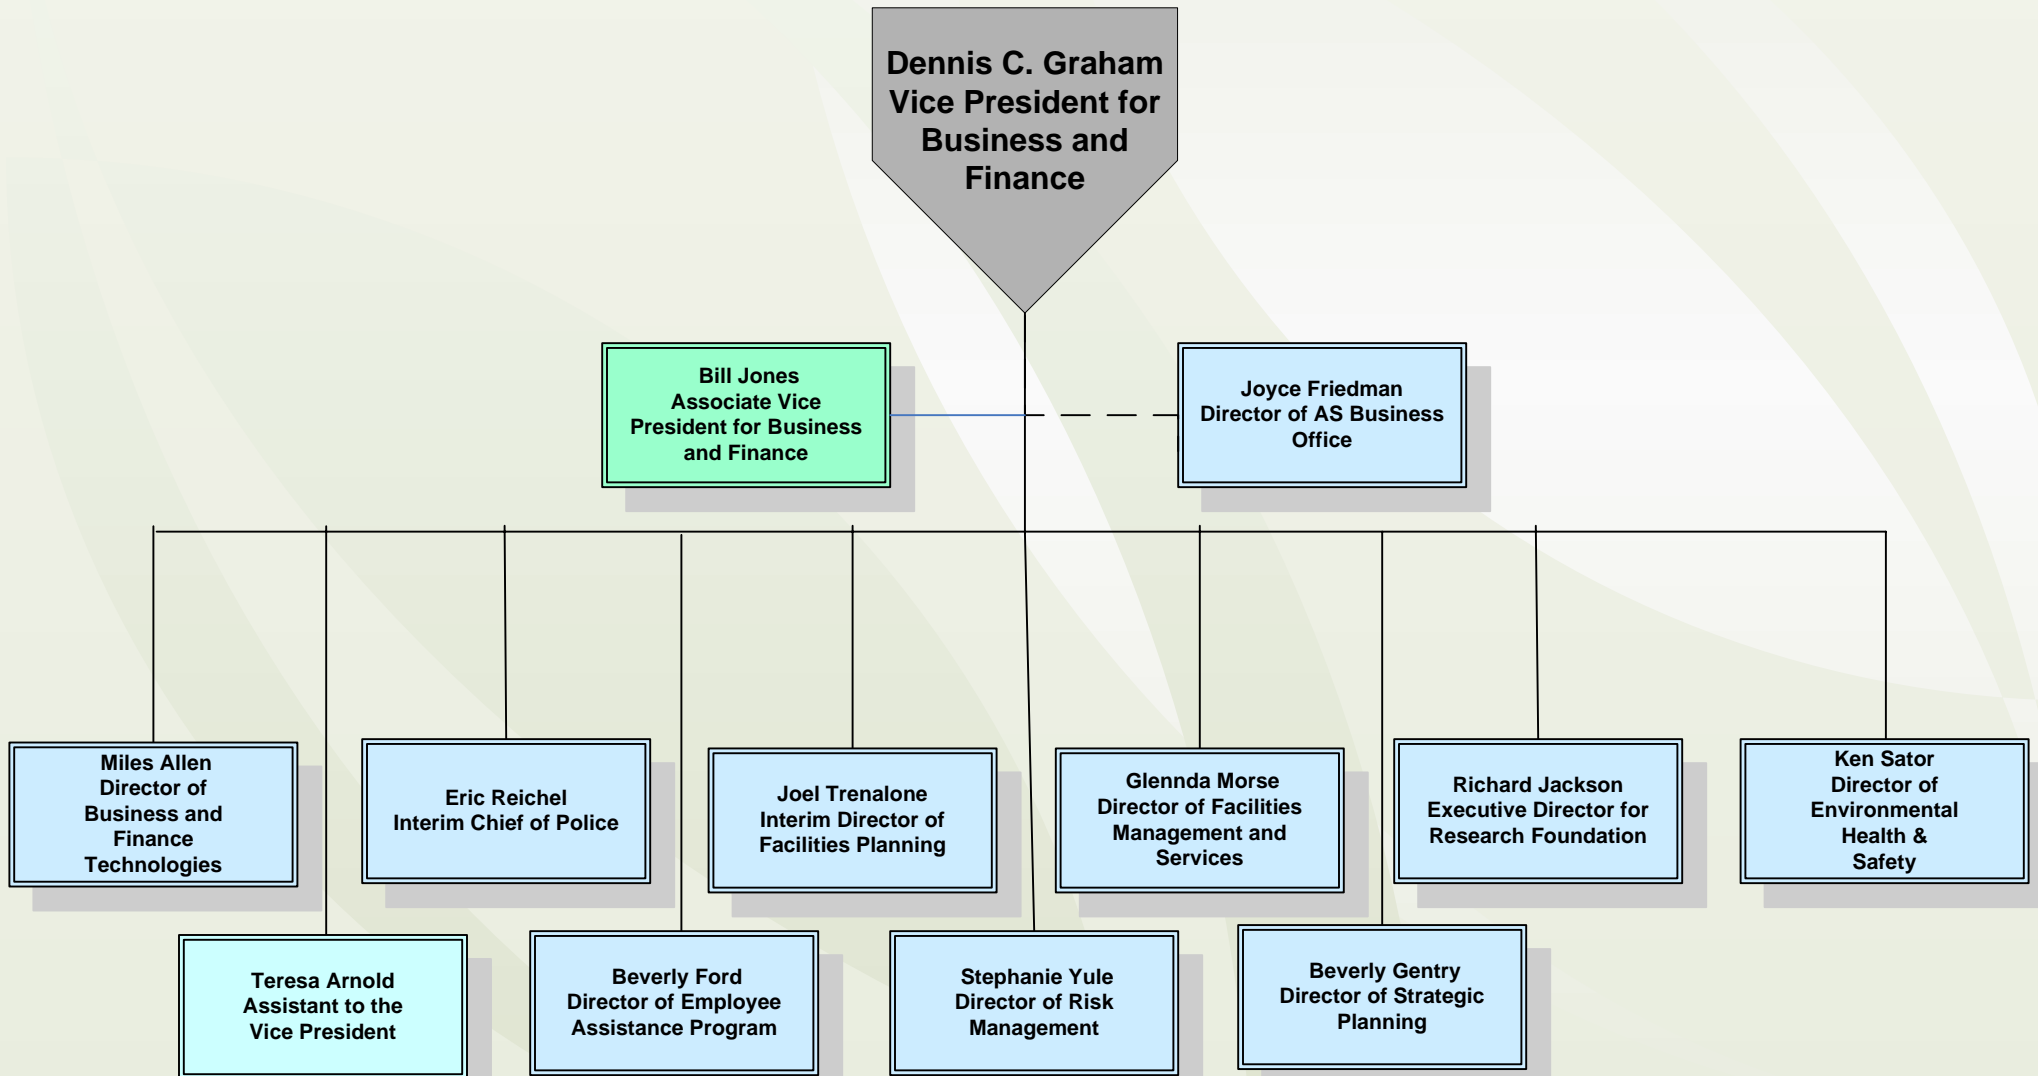 Dennis C. Graham
Vice President for
Business and
Finance
Bill Jones
Associate Vice
President for Business
and Finance
Joyce Friedman
Director of AS Business
Office
Miles Allen
Director of
Business and
Finance
Technologies
Eric Reichel
Interim Chief of Police
Joel Trenalone
Interim Director of
Facilities Planning
Glennda Morse
Director of Facilities
Management and
Services
Richard Jackson
Executive Director for
Research Foundation
Ken Sator
Director of
Environmental
Health &
Safety
Teresa Arnold
Assistant to the
Vice President
Beverly Ford
Director of Employee
Assistance Program
Stephanie Yule
Director of Risk
Management
Beverly Gentry
Director of Strategic
Planning